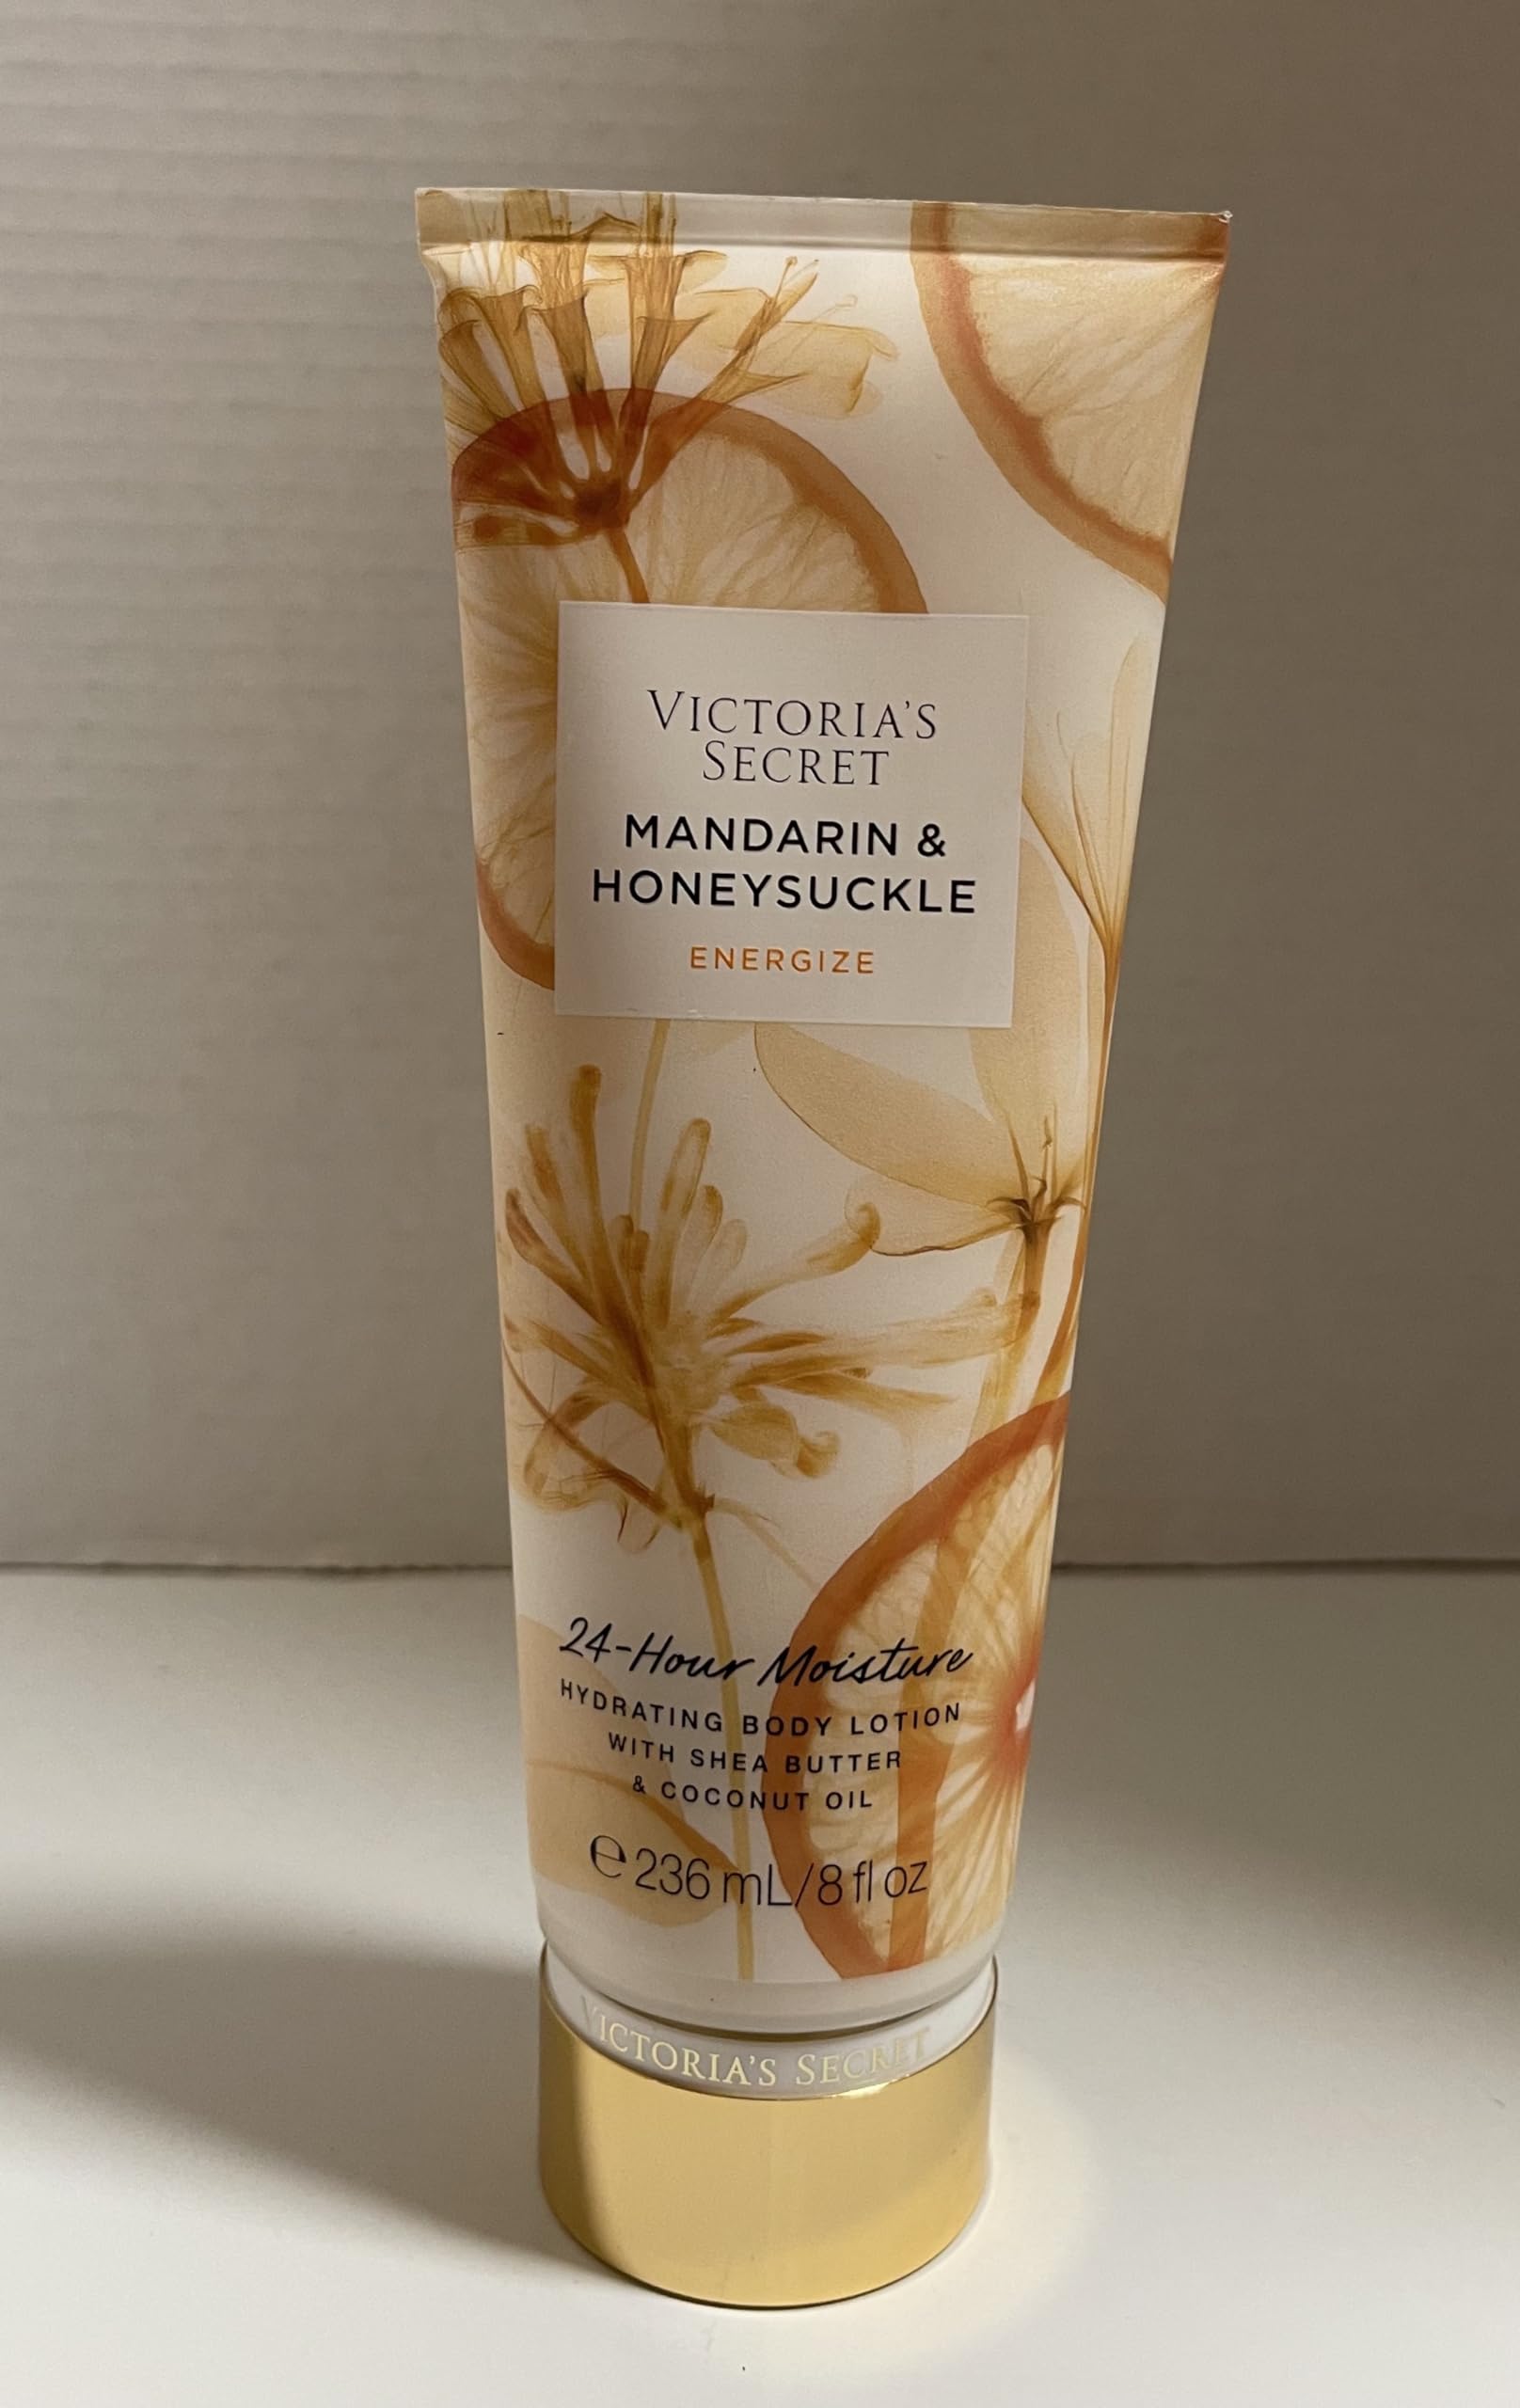 VICTORIA'S
SECRET
MANDARIN &
HONEYSUCKLE
ENERGIZE
24-Hour Moisture
HYDRATING BODY LOTION
WITH SHEA BUTTER
& COCONUT OIL
℮ 236 mL/8 fl oz
VICTORIA'S SECRET